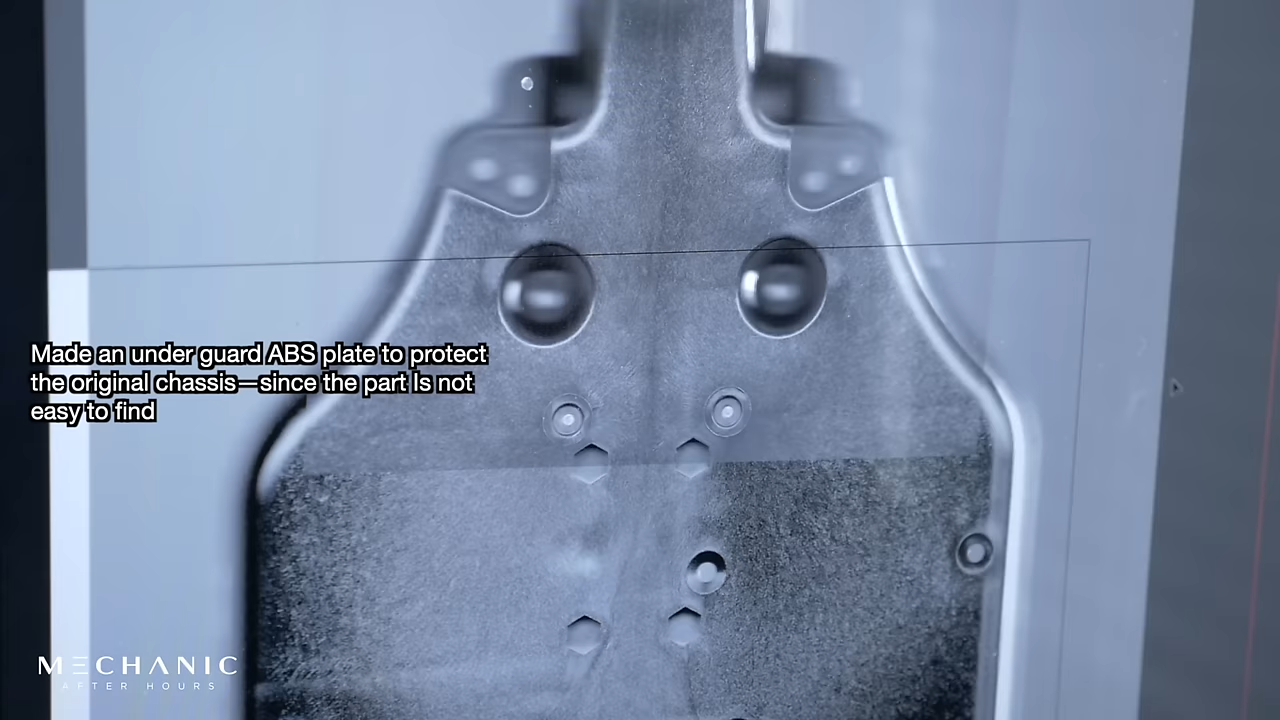 Made an under guard ABS plate to protect
the original chassis—since the part Is not
easy to find
MECHANIC
AFTER HOURS